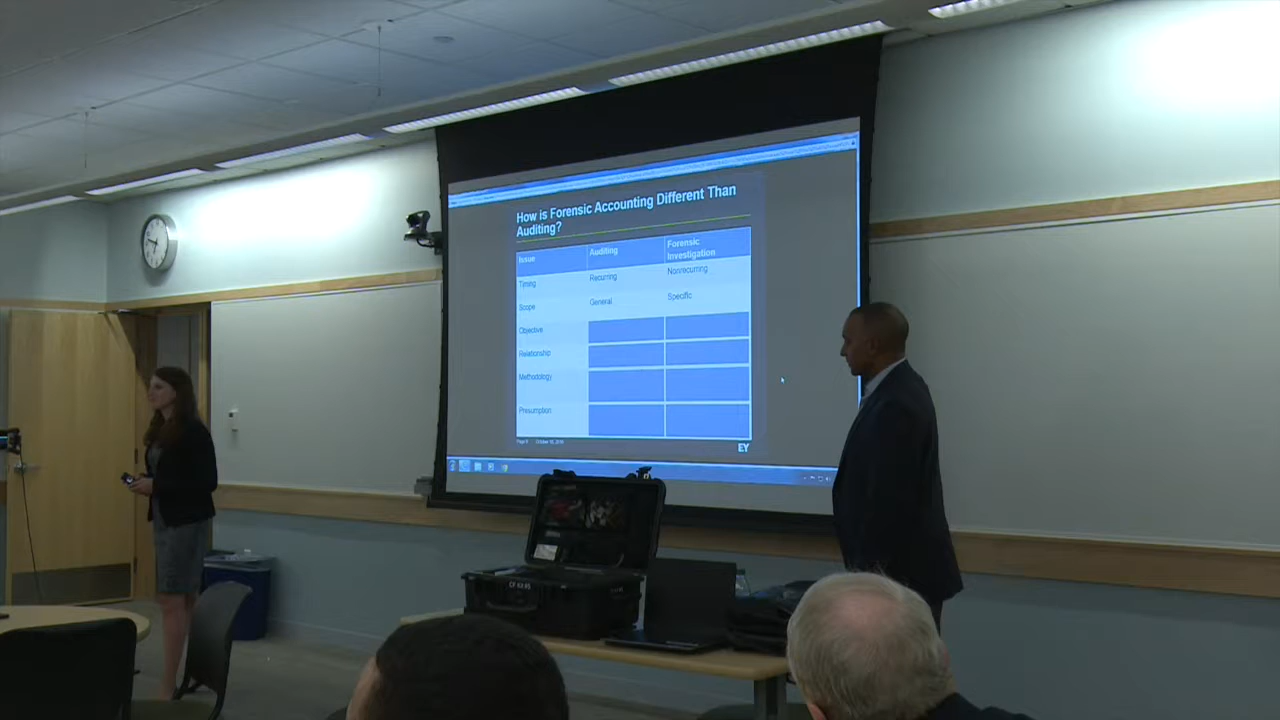 How is Forensic Accounting Different Than
Auditing?
Issue Auditing Forensic
Investigation
Timing Recurring Nonrecurring
Scope General Specific
Objective
Relationship
Methodology
Presumption
EY